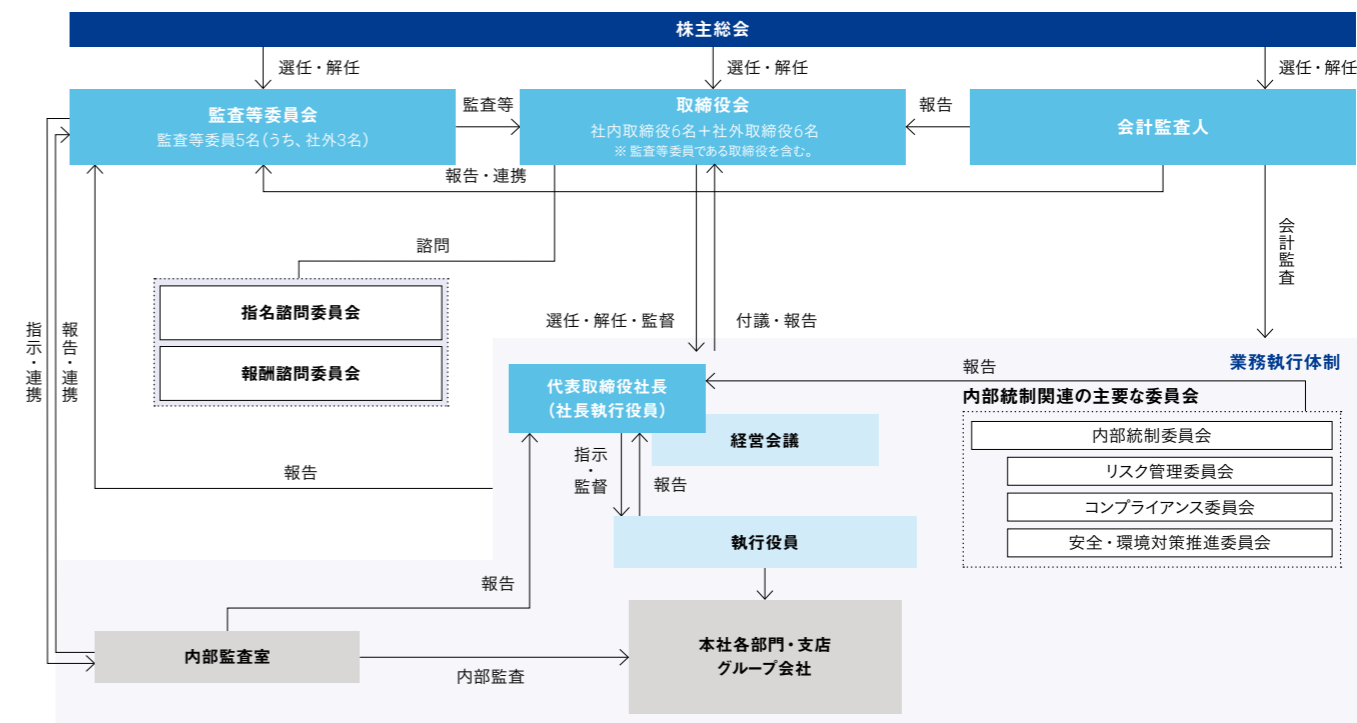 株主総会
選任・解任
選任・解任
選任・解任
監査等委員会
監査等委員5名(うち、社外3名)
監査等
取締役会
社内取締役6名+社外取締役6名
※ 監査等委員である取締役を含む。
報告
会計監査人
報告・連携
諮問
会計監査
指名諮問委員会
報酬諮問委員会
指示・連携
報告・連携
選任・解任・監督
付議・報告
業務執行体制
報告
代表取締役社長
(社長執行役員)
内部統制関連の主要な委員会
経営会議
内部統制委員会
リスク管理委員会
コンプライアンス委員会
安全・環境対策推進委員会
指示
・
監督
報告
報告
執行役員
報告
内部監査室
内部監査
本社各部門・支店
グループ会社